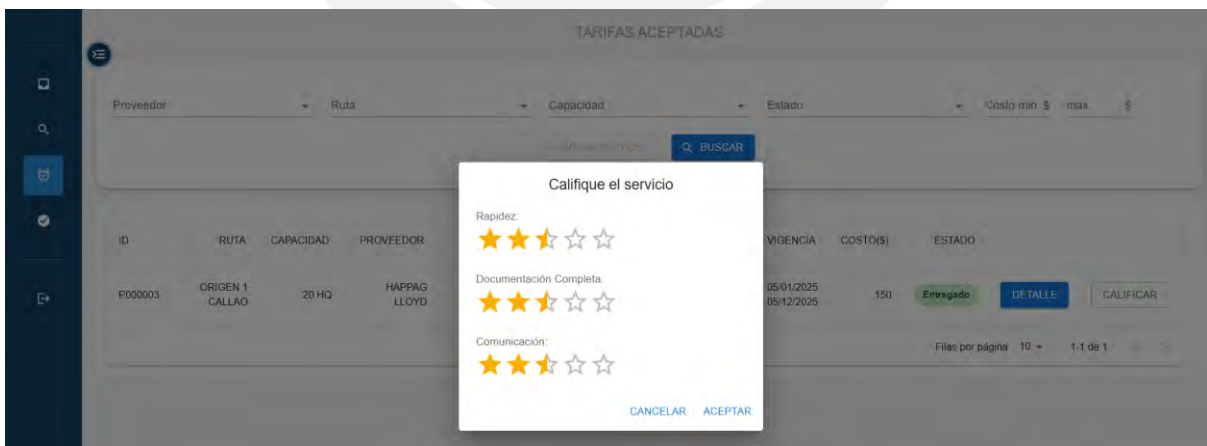 TARIFAS ACEPTADAS
Proveedor Ruta Capacidad Estado Costo min $ max $
BUSCAR
Califique el servicio
Rapidez:
Documentación Completa:
Comunicación:
CANCELAR ACEPTAR
ID RUTA CAPACIDAD PROVEEDOR VIGENCIA COSTO($) ESTADO
P000003 ORIGEN 1 CALLAO 20 HQ HAPPAG LLOYD 05/01/2025 05/12/2025 150 Entregado DETALLE CALIFICAR
Filas por página 10 1-1 de 1